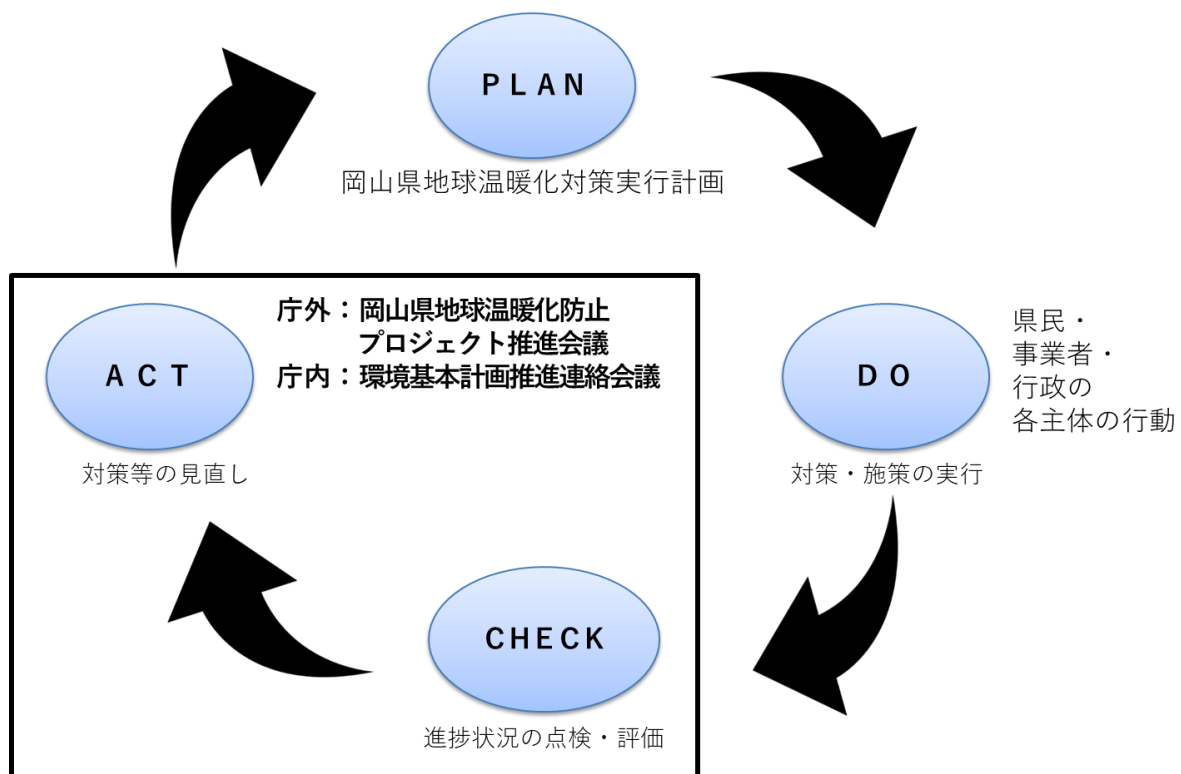 ＰＬＡＮ
岡山県地球温暖化対策実行計画
ＤＯ
県民・
事業者・
行政の
各主体の行動
対策・施策の実行
ＣＨＥＣＫ
進捗状況の点検・評価
ＡＣＴ
対策等の見直し
庁外：岡山県地球温暖化防止
プロジェクト推進会議
庁内：環境基本計画推進連絡会議